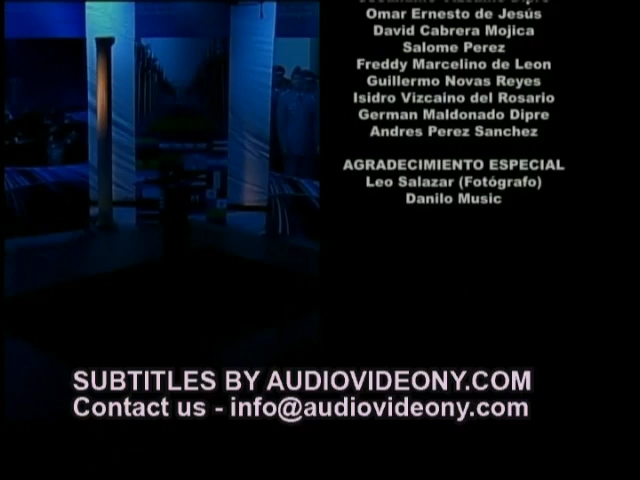 Omar Ernesto de Jesús
David Cabrera Mojica
Salome Perez
Freddy Marcelino de Leon
Guillermo Novas Reyes
Isidro Vizcaino del Rosario
German Maldonado Dipre
Andres Perez Sanchez
AGRADECIMIENTO ESPECIAL
Leo Salazar (Fotógrafo)
Danilo Music
SUBTITLES BY AUDIOVIDEONY.COM
Contact us - info@audiovideony.com